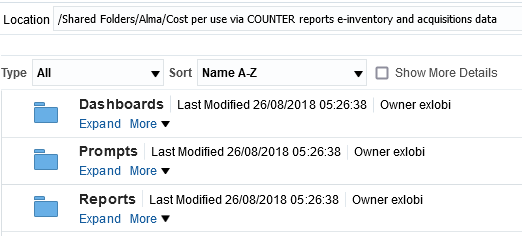 Location /Shared Folders/Alma/Cost per use via COUNTER reports e-inventory and acquisitions data
Type All Sort Name A-Z Show More Details
Dashboards Last Modified 26/08/2018 05:26:38 Owner exlobi
Expand More
Prompts Last Modified 26/08/2018 05:26:38 Owner exlobi
Expand More
Reports Last Modified 26/08/2018 05:26:38 Owner exlobi
Expand More